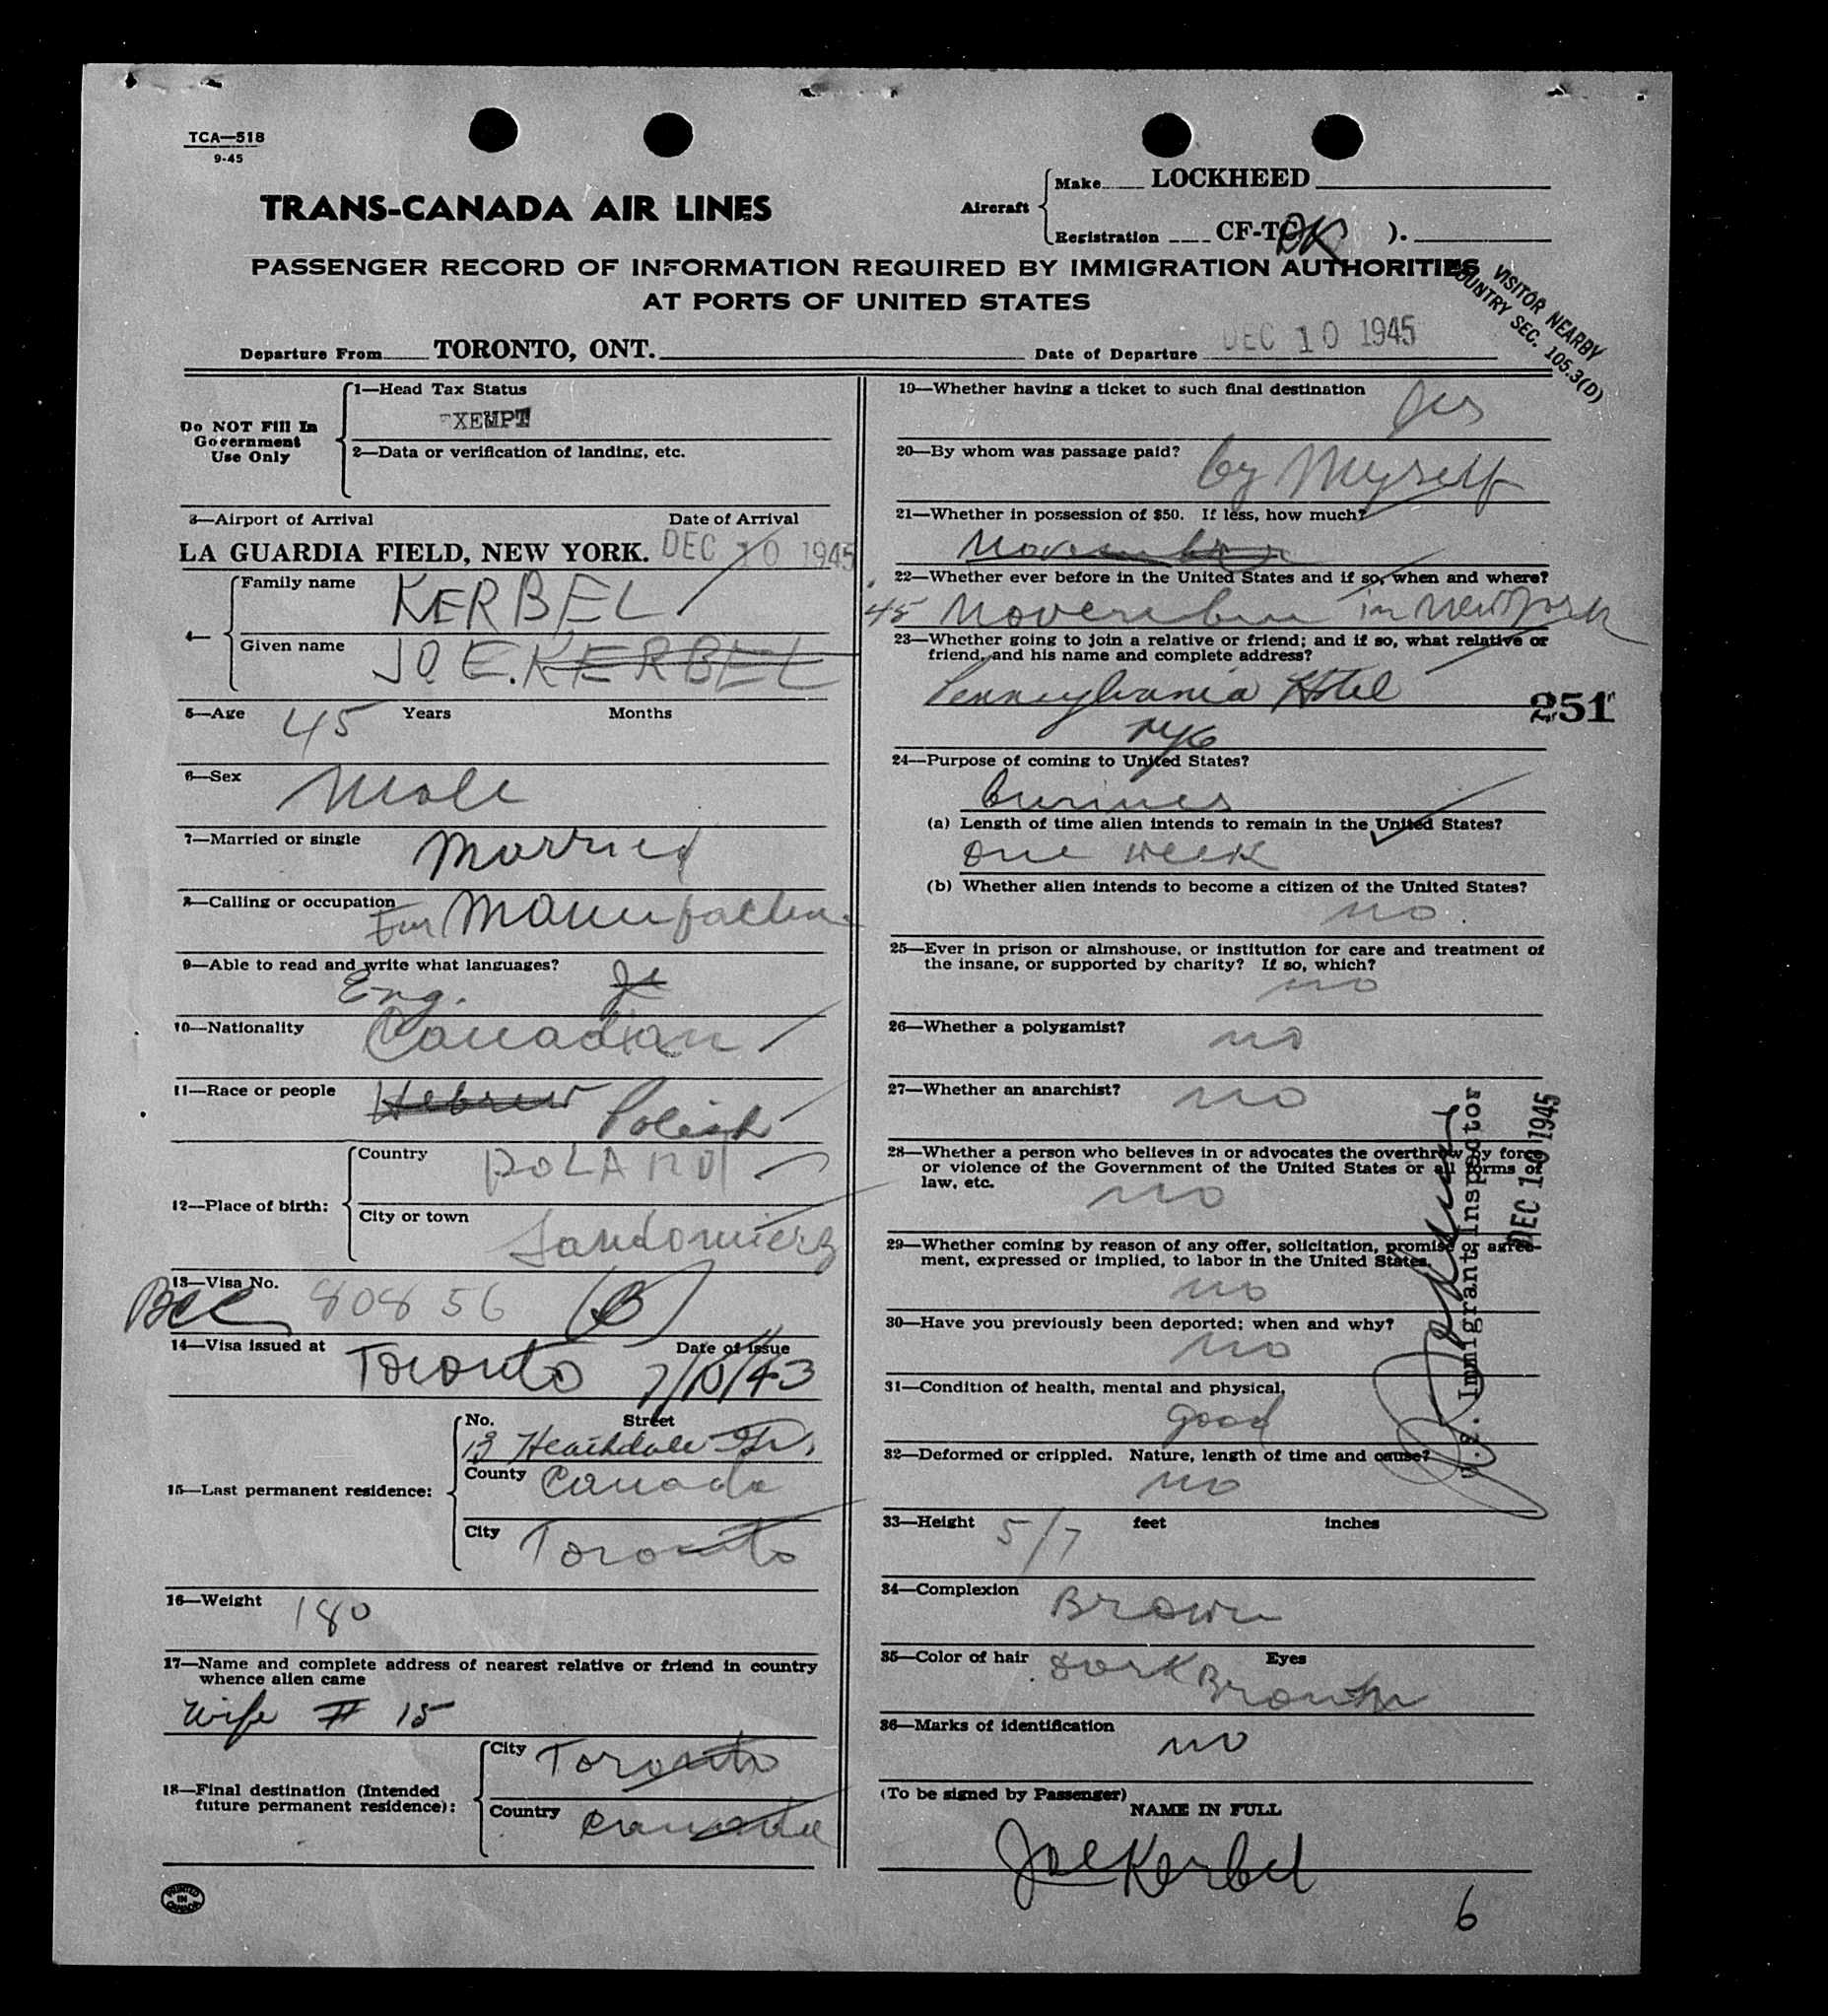 TCA—518
9-45
TRANS-CANADA AIR LINES
Aircraft
Make LOCKHEED
Registration CF-TC ).
PASSENGER RECORD OF INFORMATION REQUIRED BY IMMIGRATION AUTHORITIES
AT PORTS OF UNITED STATES
VISITOR NEARBY
COUNTRY SEC. 105.3(D)
Departure From TORONTO, ONT. Date of Departure DEC 10 1945
Do NOT Fill In
Government
Use Only
1—Head Tax Status
EXEMPT
2—Data or verification of landing, etc.
3—Airport of Arrival Date of Arrival
LA GUARDIA FIELD, NEW YORK. DEC 10 1945
4—
Family name KERBEL
Given name JOE. KERBEL
5—Age 45 Years Months
6—Sex Male
7—Married or single Married
8—Calling or occupation Fur Manufacture
9—Able to read and write what languages?
Eng.
10—Nationality Canadian
11—Race or people Hebrew Polish
12—Place of birth:
Country POLAND
City or town Sandomierz
13—Visa No.
BCC 80856 (B)
14—Visa issued at Toronto Date of issue 7/10/43
15—Last permanent residence:
No. Street
13 Heathdale
County Canada
City Toronto
16—Weight 180
17—Name and complete address of nearest relative or friend in country
whence alien came
Wife # 15
18—Final destination (Intended
future permanent residence):
City Toronto
Country Canada
PRINTED
IN
CANADA
19—Whether having a ticket to such final destination yes
20—By whom was passage paid? by Myself
21—Whether in possession of $50. If less, how much?
November
22—Whether ever before in the United States and if so, when and where?
45 November in New York
23—Whether going to join a relative or friend; and if so, what relative or
friend, and his name and complete address?
Pennsylvania Hotel
NYC
251
24—Purpose of coming to United States?
busines
(a) Length of time alien intends to remain in the United States?
One week
(b) Whether alien intends to become a citizen of the United States?
no.
25—Ever in prison or almshouse, or institution for care and treatment of
the insane, or supported by charity? If so, which?
no
26—Whether a polygamist? no
27—Whether an anarchist? no
28—Whether a person who believes in or advocates the overthrow by force
or violence of the Government of the United States or all forms of
law, etc.
no
29—Whether coming by reason of any offer, solicitation, promise or agree-
ment, expressed or implied, to labor in the United States.
no
30—Have you previously been deported; when and why?
no
31—Condition of health, mental and physical,
good
32—Deformed or crippled. Nature, length of time and cause?
no
U.S. Immigrant Inspector
DEC 10 1945
33—Height 5/7 feet inches
34—Complexion Brown
35—Color of hair dark Brown Eyes
36—Marks of identification
no
(To be signed by Passenger)
NAME IN FULL
Joe Kerbel
6